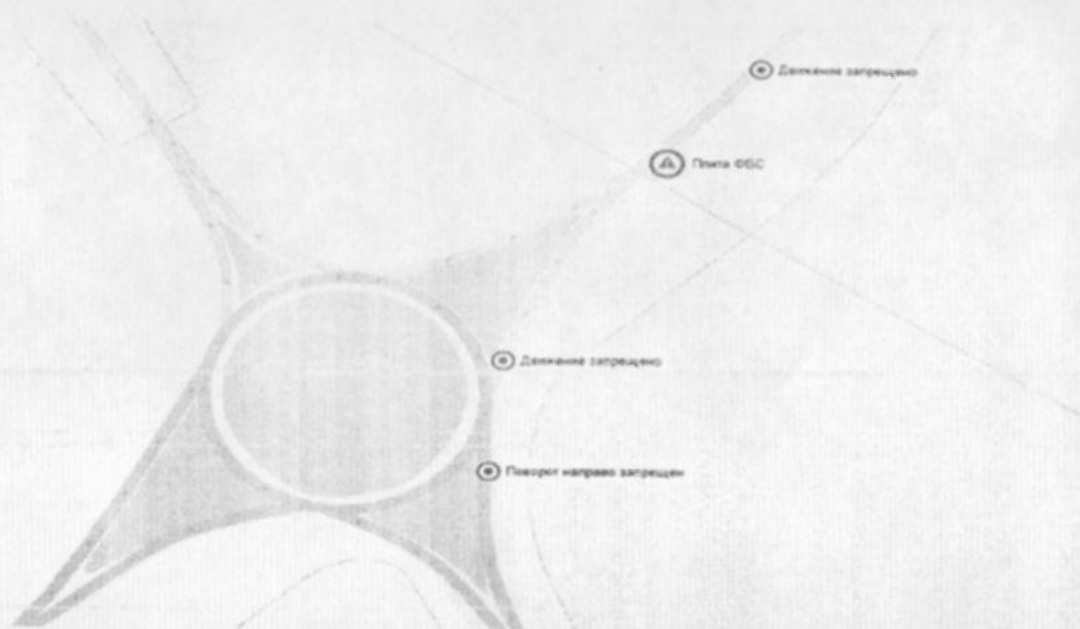 Движение запрещено
Плита ФБС
Движение запрещено
Поворот направо запрещен